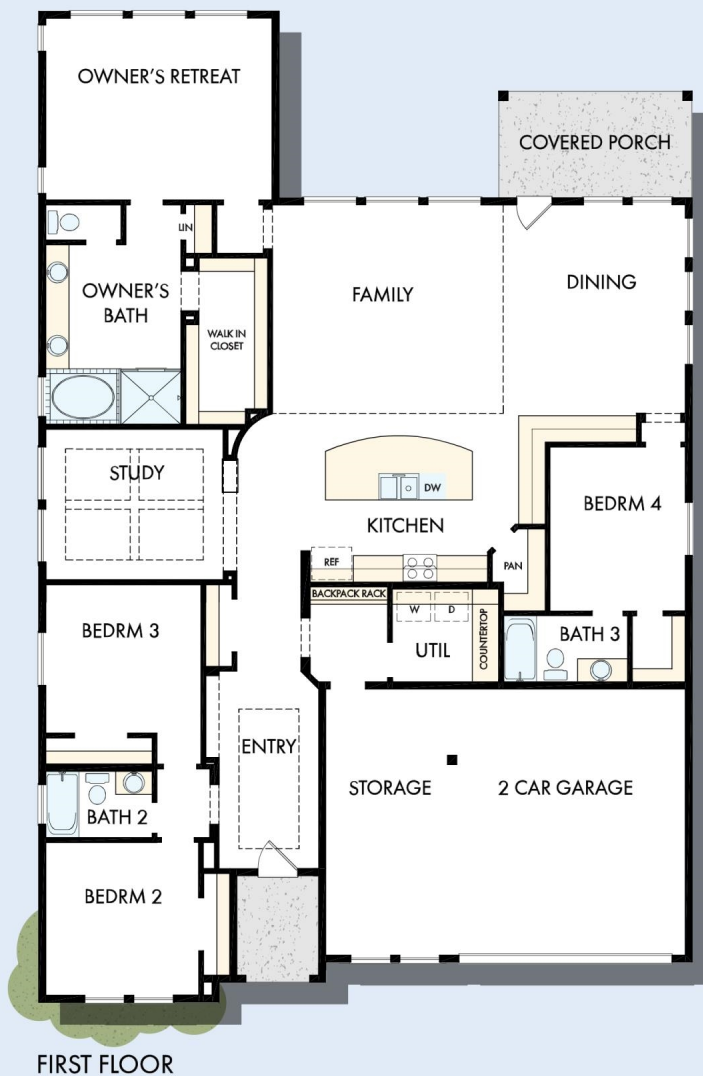 OWNER'S RETREAT
COVERED PORCH
LIN
OWNER'S
BATH
FAMILY
DINING
WALK IN
CLOSET
STUDY
DW
BEDRM 4
KITCHEN
REF
PAN
BACKPACK RACK
W
D
COUNTERTOP
UTIL
BEDRM 3
BATH 3
ENTRY
STORAGE
2 CAR GARAGE
BATH 2
BEDRM 2
FIRST FLOOR